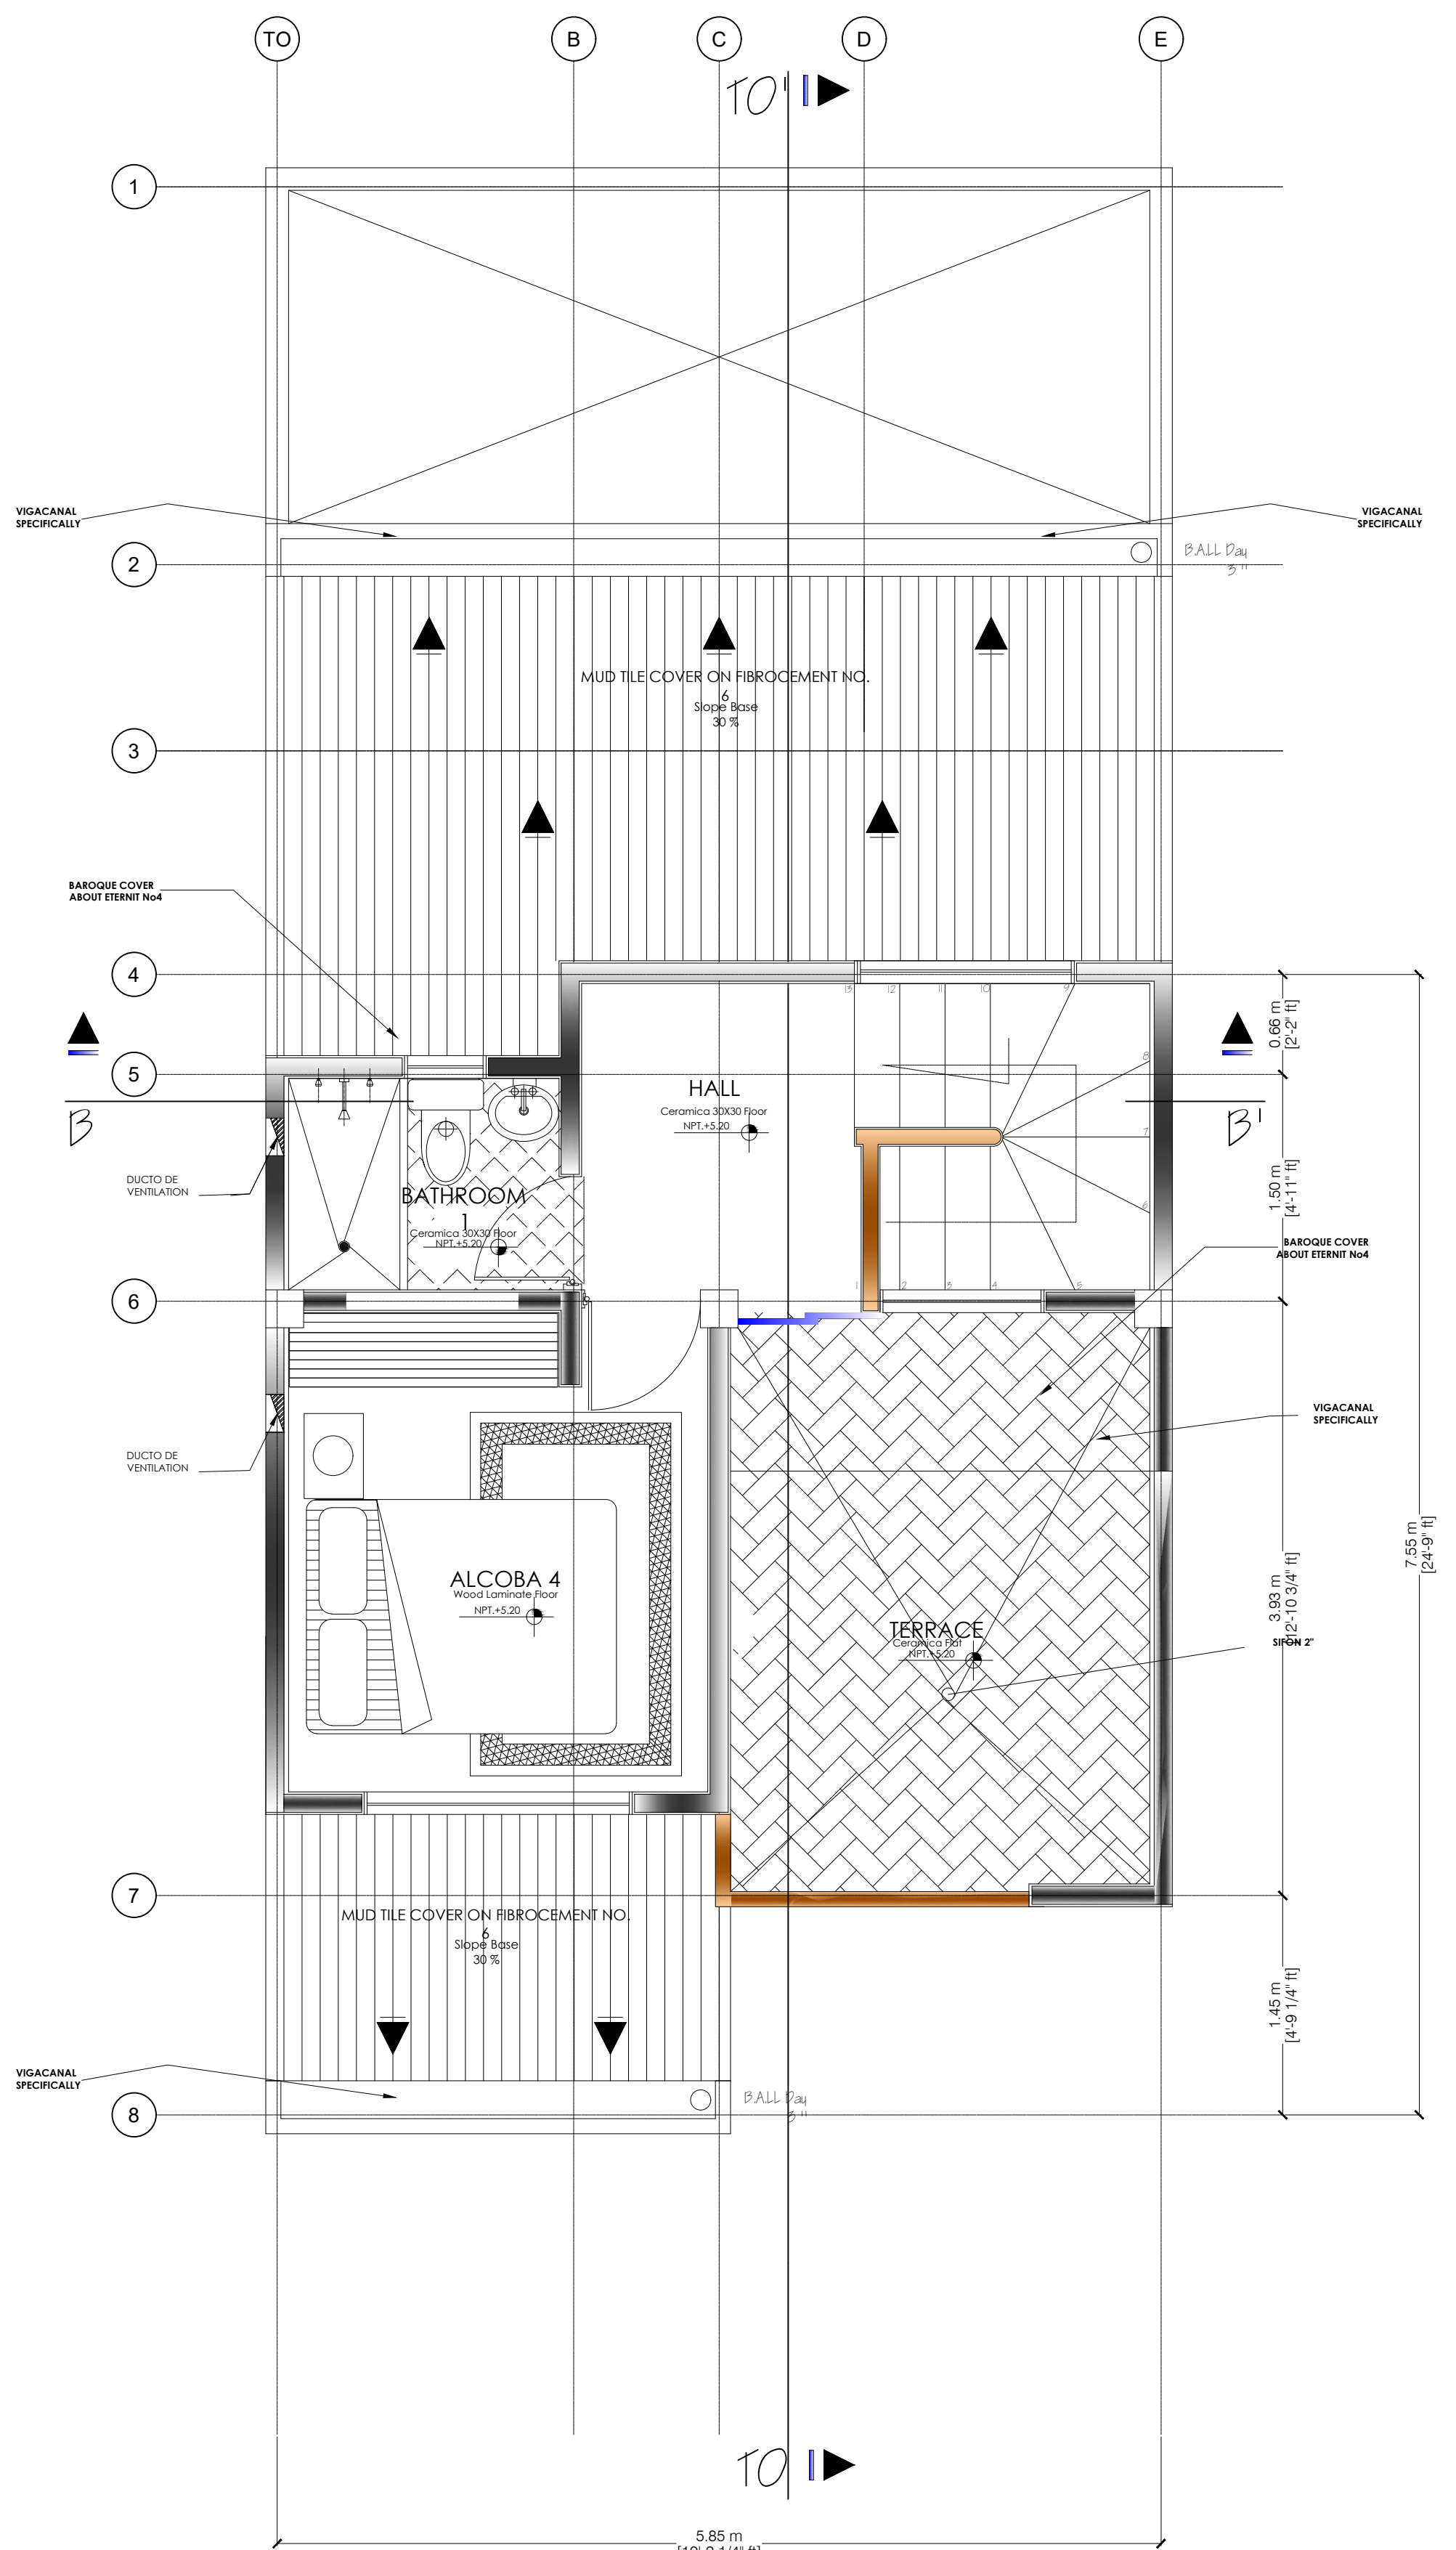 TO
B
C
D
E
TO'
1
VIGACANAL
SPECIFICALLY
VIGACANAL
SPECIFICALLY
2
B.A.LL Day
3 "
MUD TILE COVER ON FIBROCEMENT NO.
6
Slope Base
30 %
3
BAROQUE COVER
ABOUT ETERNIT No4
4
13
12
11
10
9
0.66 m
[2'-2" ft]
5
8
HALL
Ceramica 30X30 Floor
NPT.+5.20
B
B'
7
DUCTO DE
VENTILATION
BATHROOM
1
Ceramica 30X30 Floor
NPT.+5.20
1.50 m
[4'-11" ft]
6
BAROQUE COVER
ABOUT ETERNIT No4
1
2
3
4
5
6
VIGACANAL
SPECIFICALLY
DUCTO DE
VENTILATION
7.55 m
[24'-9" ft]
ALCOBA 4
Wood Laminate Floor
NPT.+5.20
3.93 m
12'-10 3/4" ft]
TERRACE
Ceramica Flat
NPT.+5.20
SIFON 2"
7
MUD TILE COVER ON FIBROCEMENT NO.
6
Slope Base
30 %
1.45 m
[4'-9 1/4" ft]
VIGACANAL
SPECIFICALLY
B.A.LL Day
3 "
8
TO
5.85 m